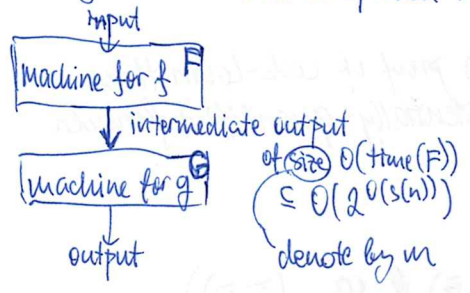 input
machine for f F
intermediate output
of size O(time(F))
⊆ O(2^O(s(n)))
machine for g G
denote by m
output